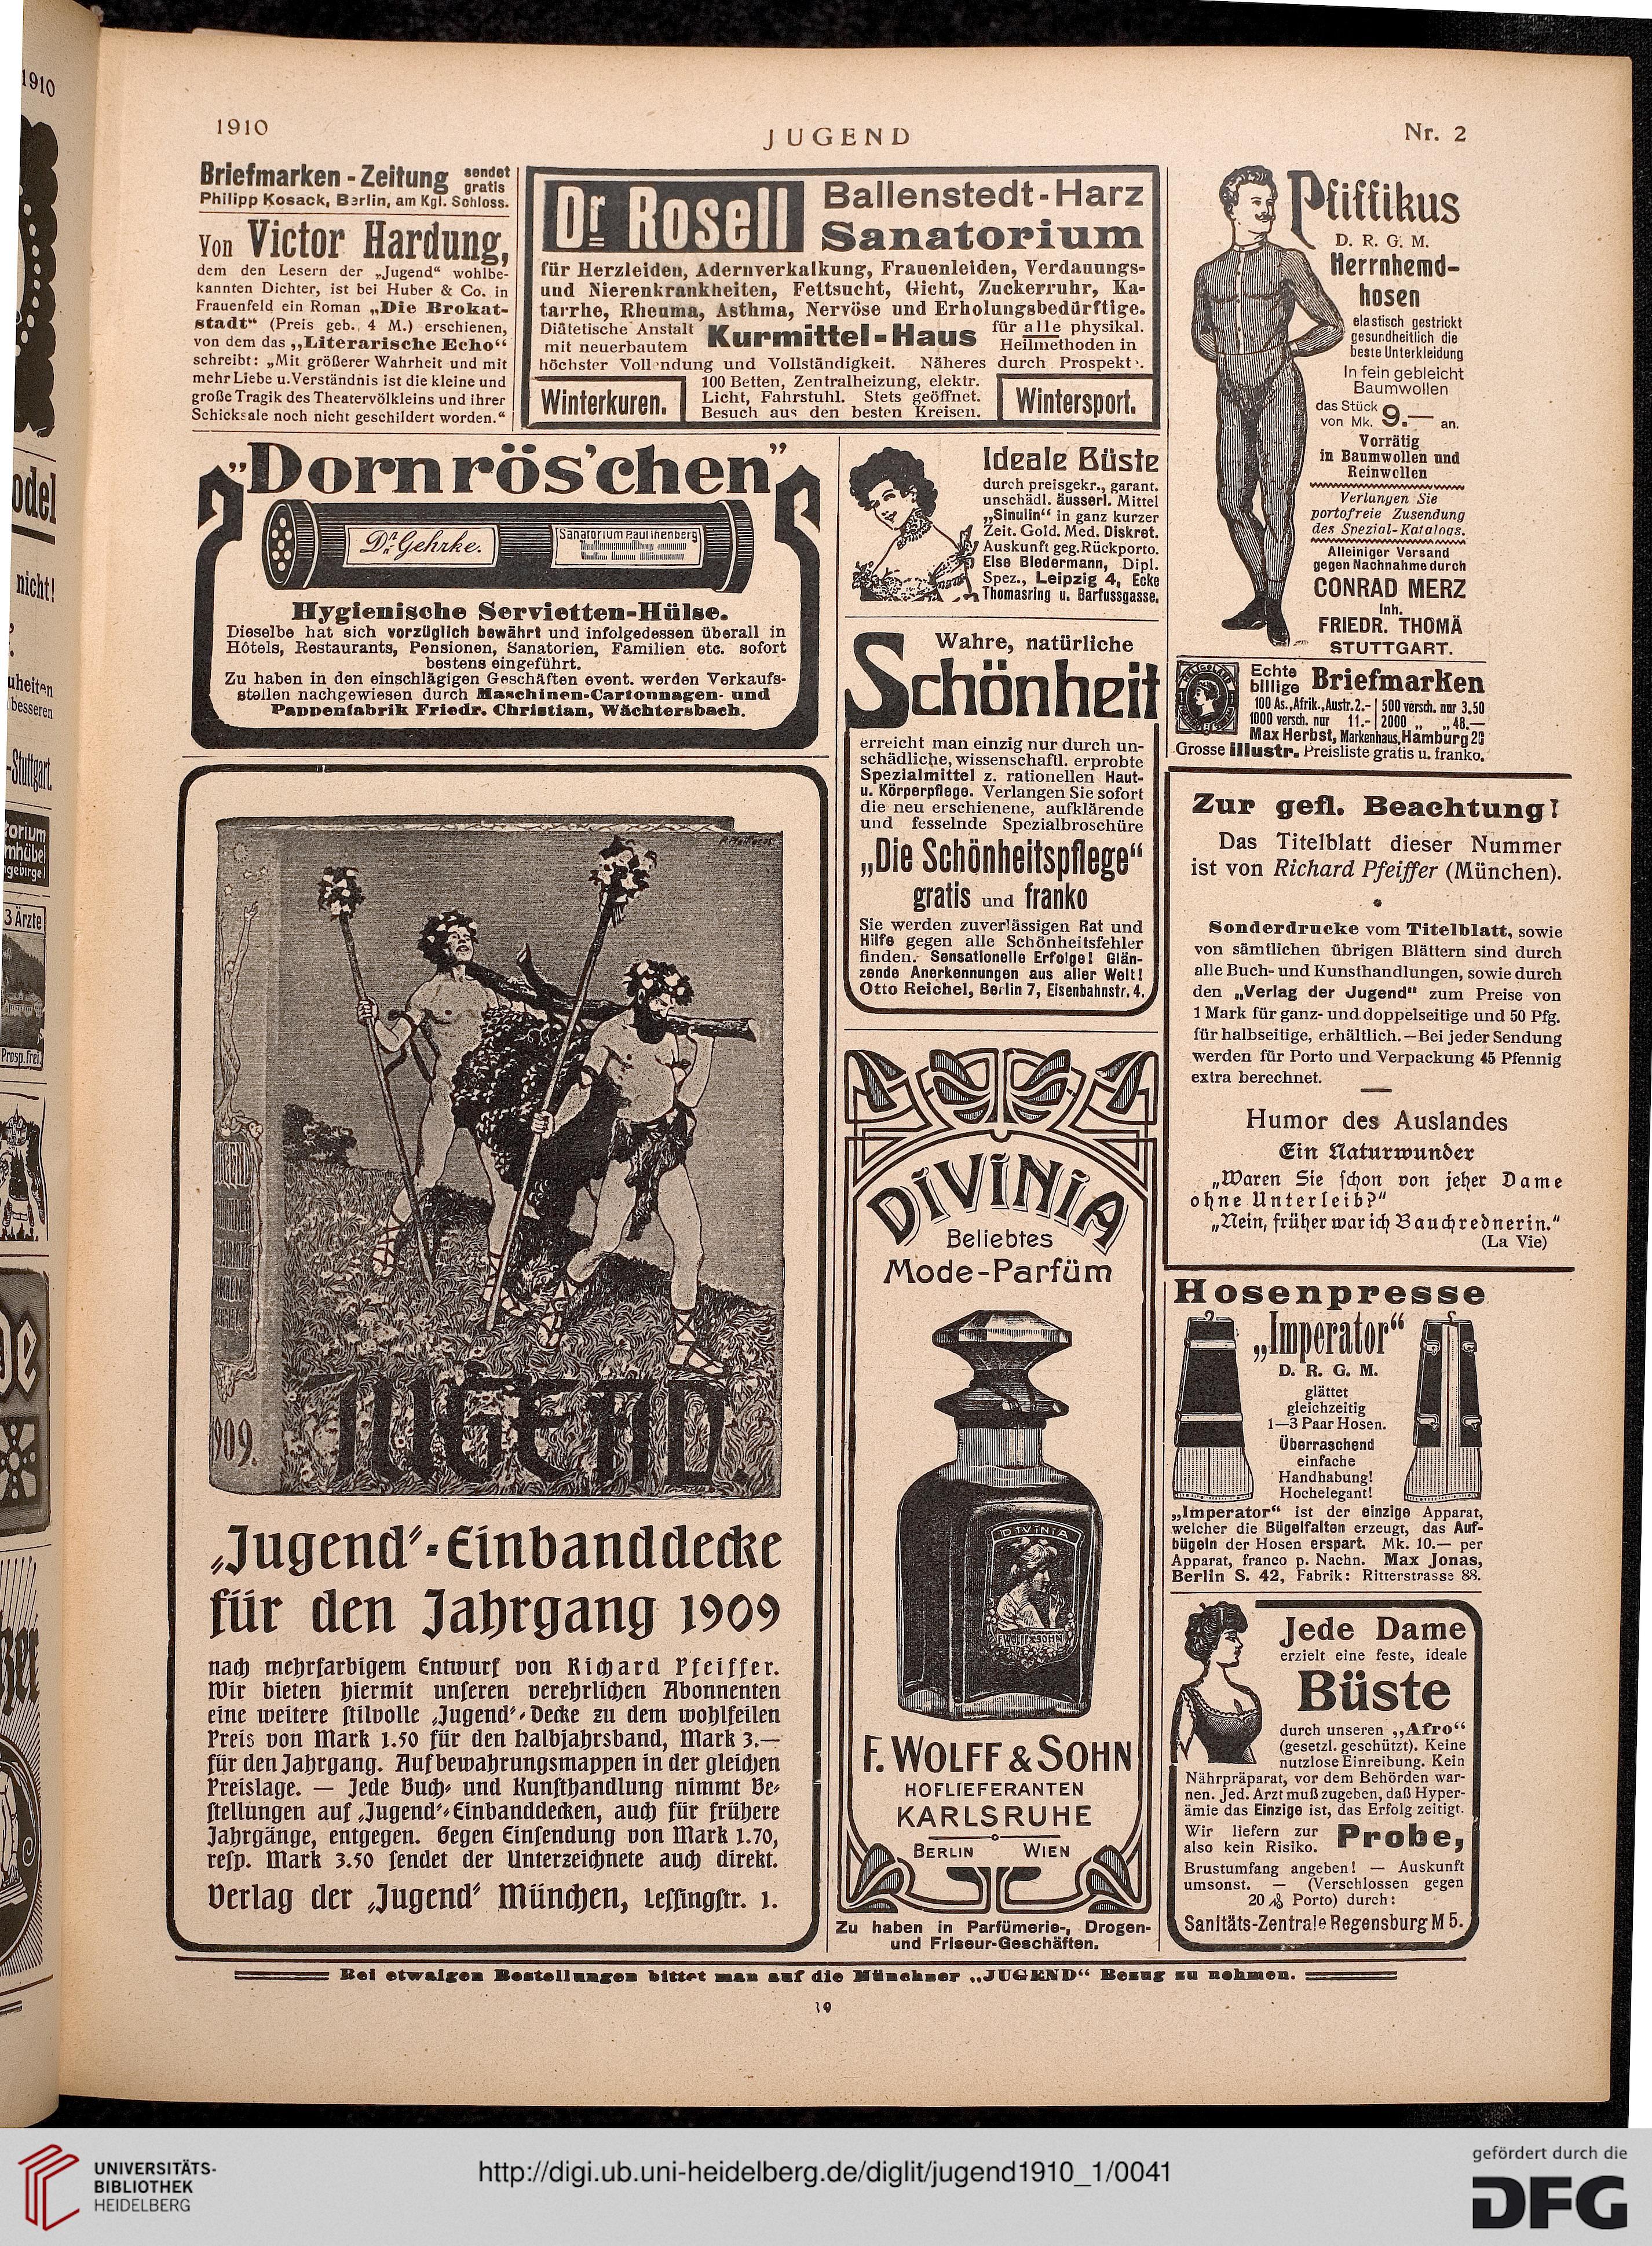 1910
JUGEND
Nr. 2
Briefmarken-Zeitung sendet gratis
Philipp Kosack, Berlin, am Kgl. Schloss.
Von Victor Hardung,
dem den Lesern der „Jugend“ wohlbe-
kannten Dichter, ist bei Huber & Co. in
Frauenfeld ein Roman „Die Brokat-
stadt“ (Preis geb. 4 M.) erschienen,
von dem das „Literarische Echo“
schreibt: „Mit größerer Wahrheit und mit
mehr Liebe u. Verständnis ist die kleine und
große Tragik des Theatervölkleins und ihrer
Schicksale noch nicht geschildert worden.“
Dr. Rosell
Ballenstedt-Harz
Sanatorium
für Herzleiden, Adernverkalkung, Frauenleiden, Verdauungs-
und Nierenkrankheiten, Fettsucht, Gicht, Zuckerruhr, Ka-
tarrhe, Rheuma, Asthma, Nervöse und Erholungsbedürftige.
Diätetische Anstalt
mit neuerbautem
Kurmittel-Haus
für alle physikal.
Heilmethoden in
höchster Vollendung und Vollständigkeit. Näheres durch Prospekte.
Winterkuren.
100 Betten, Zentralheizung, elektr.
Licht, Fahrstuhl. Stets geöffnet.
Besuch aus den besten Kreisen.
Wintersport.
Pfiffikus
D. R. G. M.
Herrnhemd-
hosen
elastisch gestrickt
gesundheitlich die
beste Unterkleidung
In fein gebleicht
Baumwollen
das Stück
von Mk. 9.— an.
Vorrätig
in Baumwollen und
Reinwollen
Verlangen Sie
portofreie Zusendung
des Spezial-Katalogs.
Alleiniger Versand
gegen Nachnahme durch
CONRAD MERZ
Inh.
FRIEDR. THOMÄ
STUTTGART.
„Dornrös'chen”
Dr. Gehrke.
Sanatorium Paulinenberg
Hygienische Servietten-Hülse.
Dieselbe hat sich vorzüglich bewährt und infolgedessen überall in
Hôtels, Restaurants, Pensionen, Sanatorien, Familien etc. sofort
bestens eingeführt.
Zu haben in den einschlägigen Geschäften event. werden Verkaufs-
stellen nachgewiesen durch Maschinen-Cartonnagen- und
Pappenfabrik Friedr. Christian, Wächtersbach.
Ideale Büste
durch preisgekr., garant.
unschädl. äusserl. Mittel
„Sinulin“ in ganz kurzer
Zeit. Gold. Med. Diskret.
Auskunft geg. Rückporto.
Else Biedermann, Dipl.
Spez., Leipzig 4, Ecke
Thomasring u. Barfussgasse.
Wahre, natürliche
Schönheit
erreicht man einzig nur durch un-
schädliche, wissenschaftl. erprobte
Spezialmittel z. rationellen Haut-
u. Körperpflege. Verlangen Sie sofort
die neu erschienene, aufklärende
und fesselnde Spezialbroschüre
„Die Schönheitspflege“
gratis und franko
Sie werden zuverlässigen Rat und
Hilfe gegen alle Schönheitsfehler
finden. Sensationelle Erfolge! Glän-
zende Anerkennungen aus aller Welt!
Otto Reichel, Berlin 7, Eisenbahnstr. 4.
Echte
billige Briefmarken
100 As., Afrik., Austr. 2.- | 500 versch. nur 3.50
1000 versch. nur 11.- | 2000 „ „ 48.—
Max Herbst, Markenhaus, Hamburg 20
Grosse illustr. Preisliste gratis u. franko.
Zur gefl. Beachtung!
Das Titelblatt dieser Nummer
ist von Richard Pfeiffer (München).
Sonderdrucke vom Titelblatt, sowie
von sämtlichen übrigen Blättern sind durch
alle Buch- und Kunsthandlungen, sowie durch
den „Verlag der Jugend“ zum Preise von
1 Mark für ganz- und doppelseitige und 50 Pfg.
für halbseitige, erhältlich. — Bei jeder Sendung
werden für Porto und Verpackung 45 Pfennig
extra berechnet.
Humor des Auslandes
Ein Naturwunder
„Waren Sie schon von jeher Dame
ohne Unterleib?“
„Nein, früher war ich Bauchrednerin.“
(La Vie)
JUGEND
1909.
„Jugend“-Einbanddecke
für den Jahrgang 1909
nach mehrfarbigem Entwurf von Richard Pfeiffer.
Wir bieten hiermit unseren verehrlichen Abonnenten
eine weitere stilvolle „Jugend“-Decke zu dem wohlfeilen
Preis von Mark 1.50 für den Halbjahrsband, Mark 3.—
für den Jahrgang. Aufbewahrungsmappen in der gleichen
Preislage. — Jede Buch- und Kunsthandlung nimmt Be-
stellungen auf „Jugend“-Einbanddecken, auch für frühere
Jahrgänge, entgegen. Gegen Einsendung von Mark 1.70,
resp. Mark 3.50 sendet der Unterzeichnete auch direkt.
Verlag der „Jugend“ München, Lessingstr. 1.
DIVINIA
Beliebtes
Mode-Parfüm
DIVINIA
F. WOLFF & SOHN
F. WOLFF & SOHN
HOFLIEFERANTEN
KARLSRUHE
BERLIN WIEN
Zu haben in Parfümerie-, Drogen-
und Friseur-Geschäften.
Hosenpresse
„Imperator“
D. R. G. M.
glättet
gleichzeitig
1—3 Paar Hosen.
Überraschend
einfache
Handhabung!
Hochelegant!
„Imperator“ ist der einzige Apparat,
welcher die Bügelfalten erzeugt, das Auf-
bügeln der Hosen erspart. Mk. 10.— per
Apparat, franco p. Nachn. Max Jonas,
Berlin S. 42, Fabrik: Ritterstrasse 88.
Jede Dame
erzielt eine feste, ideale
Büste
durch unseren „Afro“
(gesetzl. geschützt). Keine
nutzlose Einreibung. Kein
Nährpräparat, vor dem Behörden war-
nen. Jed. Arzt muß zugeben, daß Hyper-
ämie das Einzige ist, das Erfolg zeitigt.
Wir liefern zur
also kein Risiko. Probe,
Brustumfang angeben! — Auskunft
umsonst. — (Verschlossen gegen
20 ₰ Porto) durch:
Sanitäts-Zentrale Regensburg M 5.
Bei etwaigen Bestellungen bittet man auf die Münchner „JUGEND“ Bezug zu nehmen.
1910
odel
nicht!
uheiten
besseren
-Stuttgart
3 Ärzte
Prosp. frei.
UNIVERSITÄTS-
BIBLIOTHEK
HEIDELBERG
http://digi.ub.uni-heidelberg.de/diglit/jugend1910_1/0041
gefördert durch die
DFG